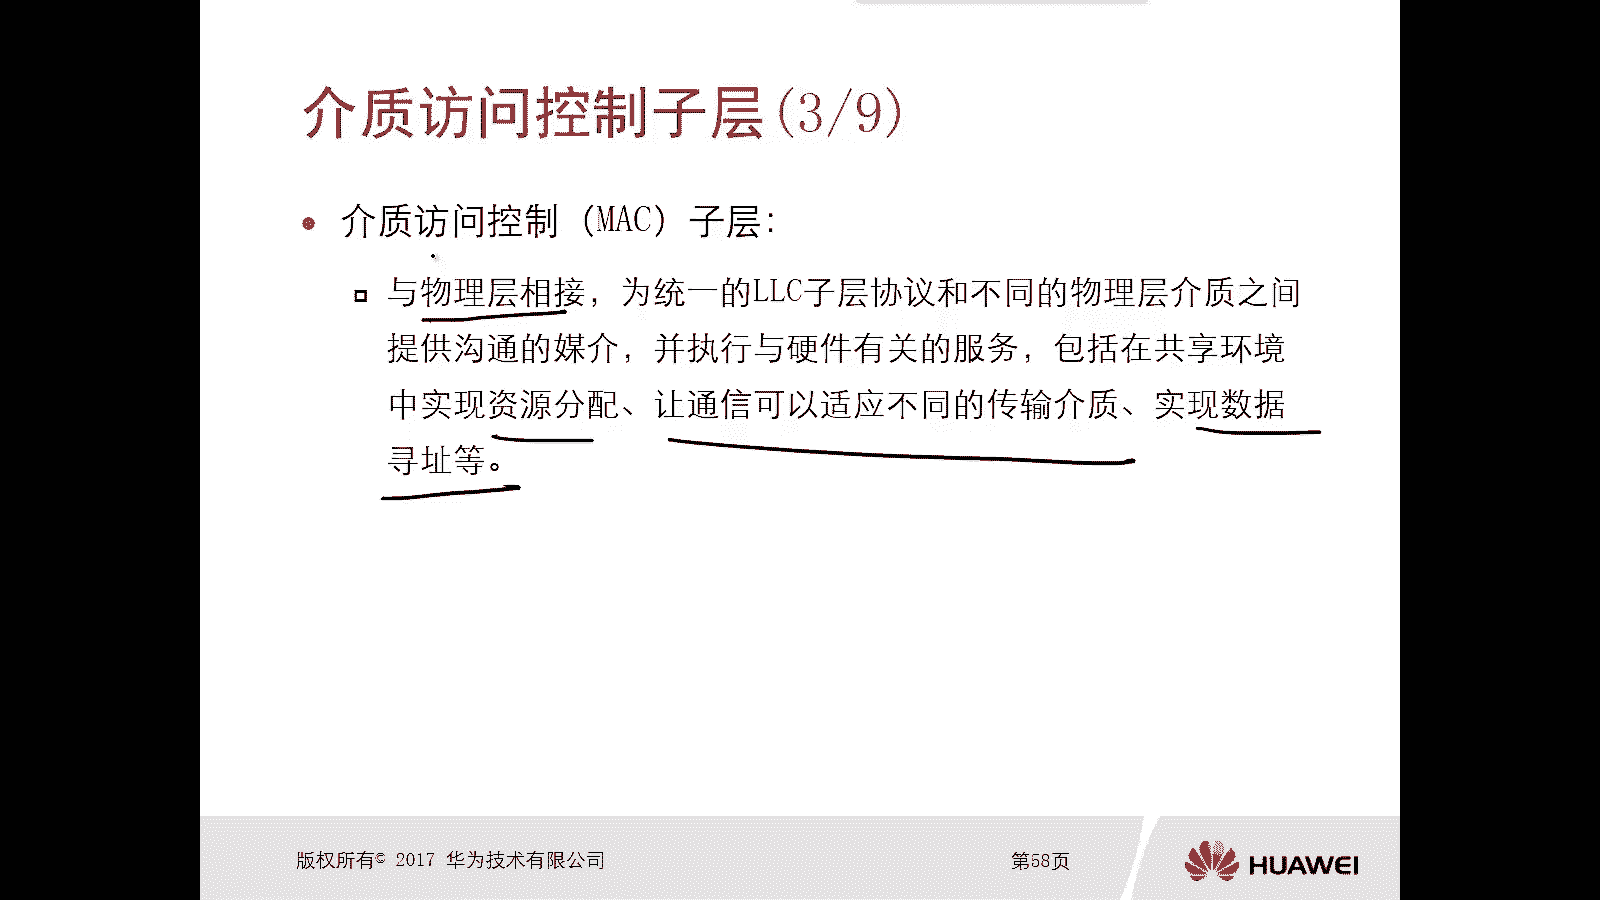 介质访问控制子层(3/9)
介质访问控制（MAC）子层：
与物理层相接，为统一的LLC子层协议和不同的物理层介质之间
提供沟通的媒介，并执行与硬件有关的服务，包括在共享环境
中实现资源分配、让通信可以适应不同的传输介质、实现数据
寻址等。
版权所有© 2017 华为技术有限公司
第58页
HUAWEI